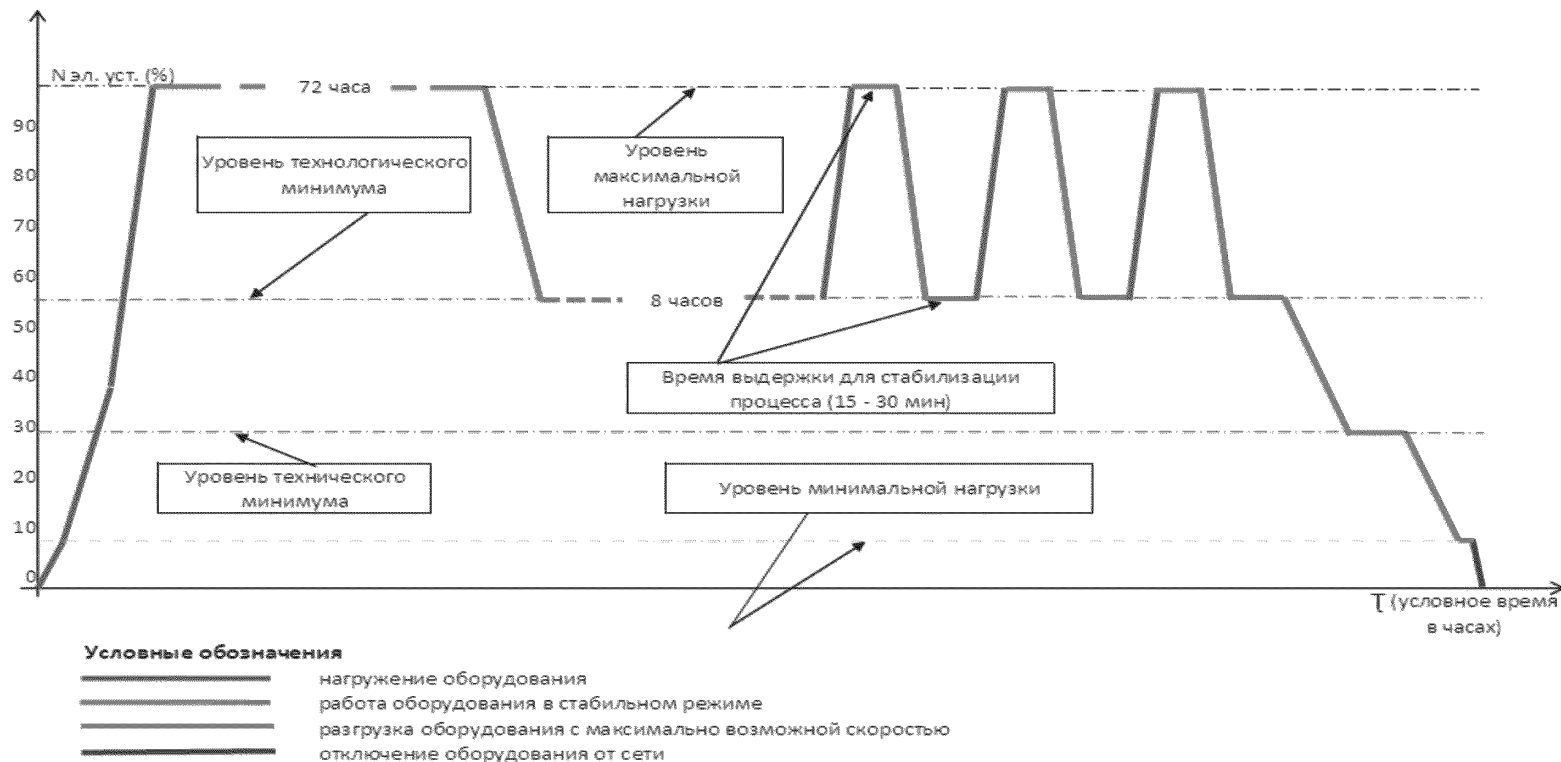 N эл. уст. (%)
72 часа
90
80
70
60
50
40
30
20
10
0
Уровень технологического
минимума
Уровень
максимальной
нагрузки
8 часов
Время выдержки для стабилизации
процесса (15 - 30 мин)
Уровень технического
минимума
Уровень минимальной нагрузки
τ (условное время
в часах)
Условные обозначения
нагружение оборудования
работа оборудования в стабильном режиме
разгрузка оборудования с максимально возможной скоростью
отключение оборудования от сети